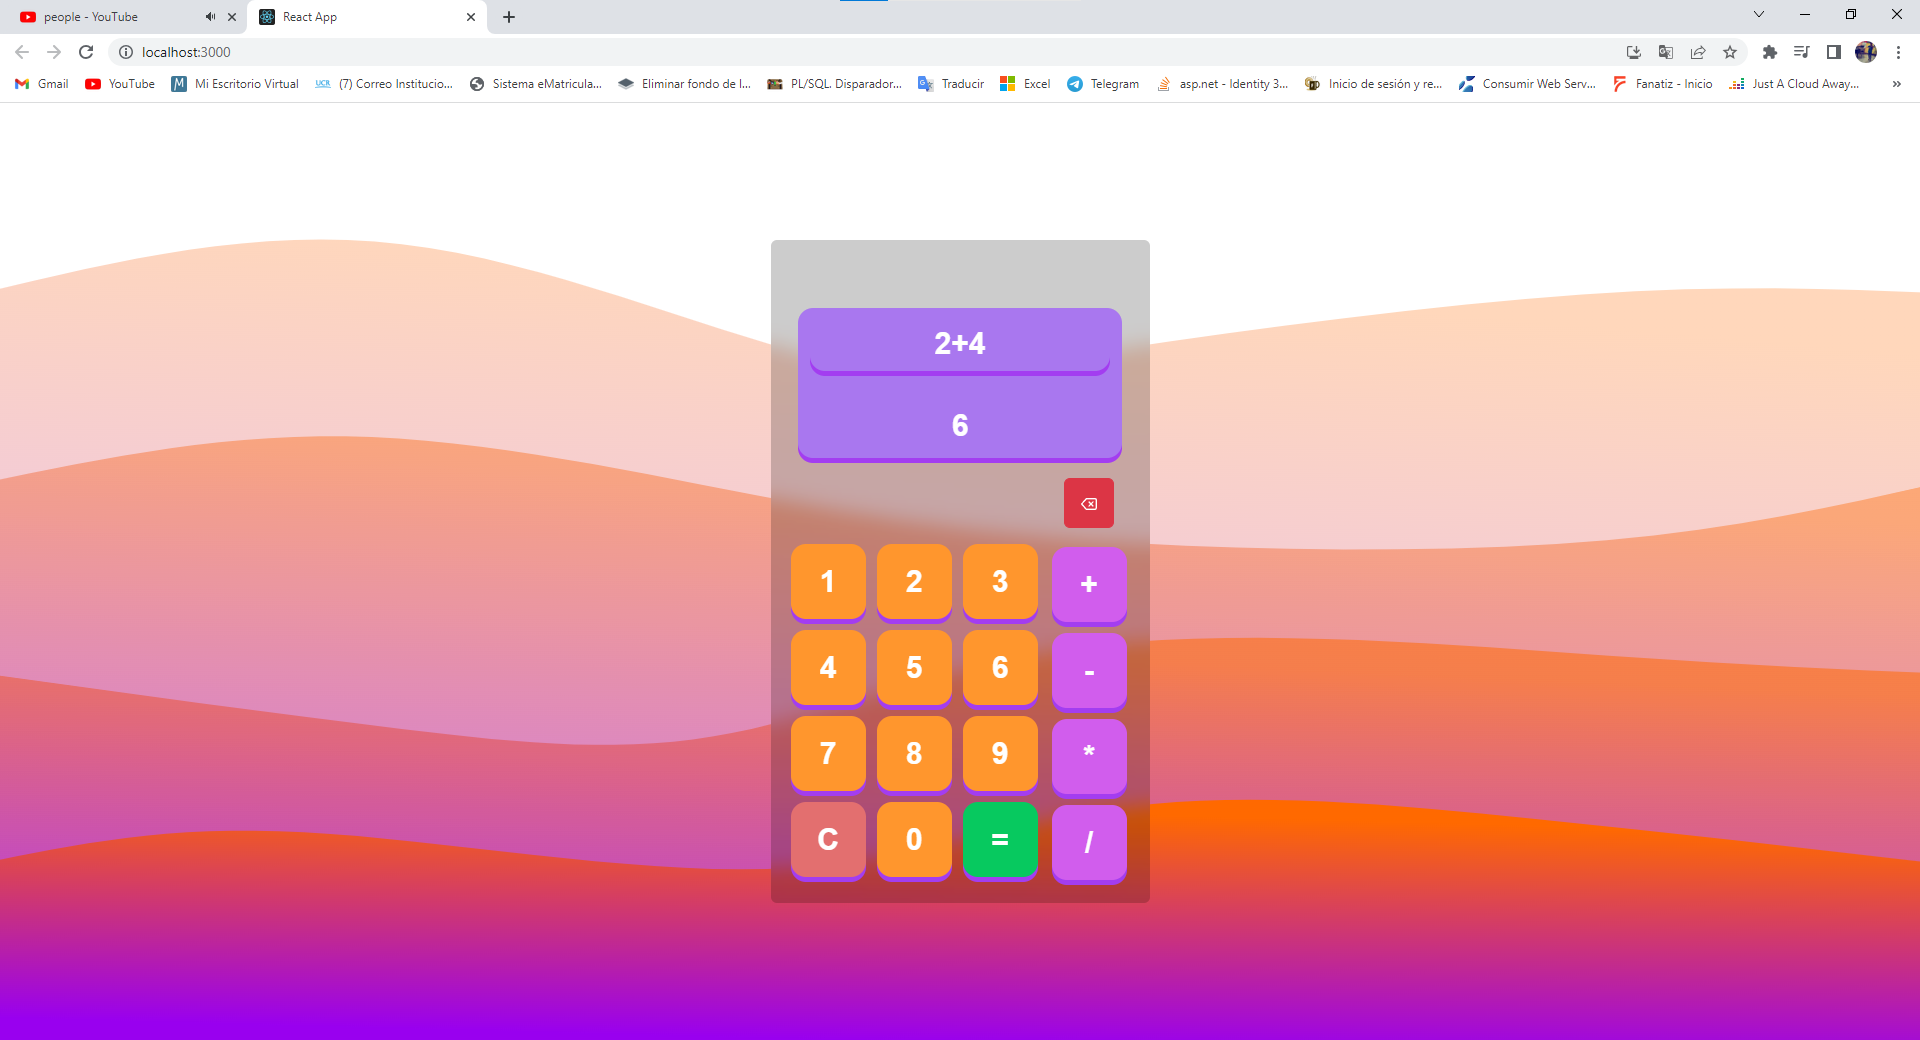 people - YouTube
React App
localhost:3000
Gmail
YouTube
Mi Escritorio Virtual
UCR
(7) Correo Institucio...
Sistema eMatricula...
Eliminar fondo de l...
PL/SQL. Disparador...
Traducir
Excel
Telegram
asp.net - Identity 3...
Inicio de sesión y re...
Consumir Web Serv...
Fanatiz - Inicio
Just A Cloud Away...
»
2+4
6
1 2 3 +
4 5 6 -
7 8 9 *
C 0 = /